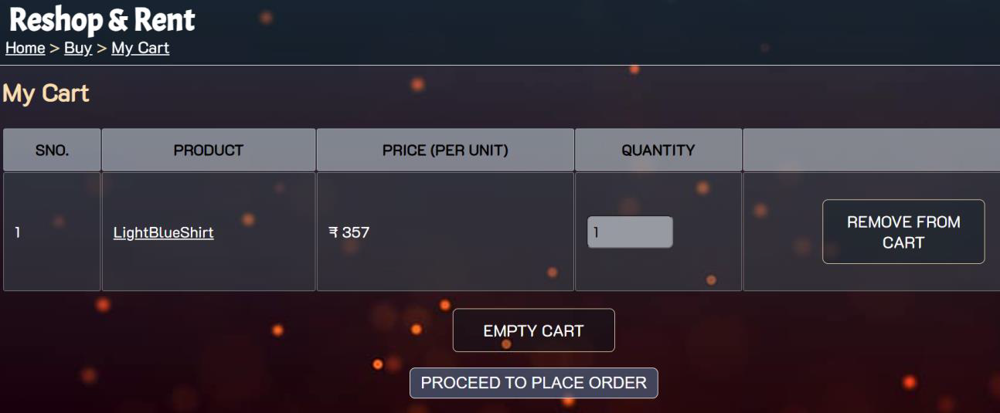 Reshop & Rent
Home > Buy > My Cart
My Cart
SNO. PRODUCT PRICE (PER UNIT) QUANTITY
1 LightBlueShirt ₹ 357 1 REMOVE FROM
CART
EMPTY CART
PROCEED TO PLACE ORDER